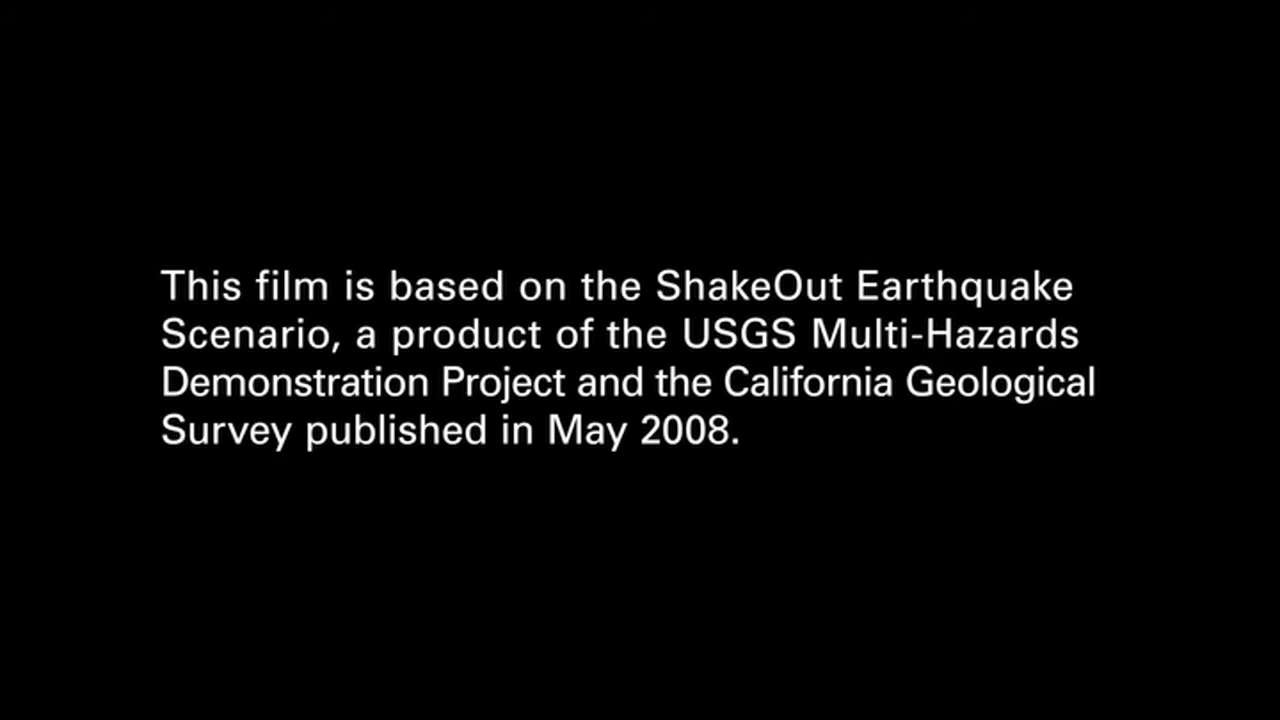 This film is based on the ShakeOut Earthquake
Scenario, a product of the USGS Multi-Hazards
Demonstration Project and the California Geological
Survey published in May 2008.